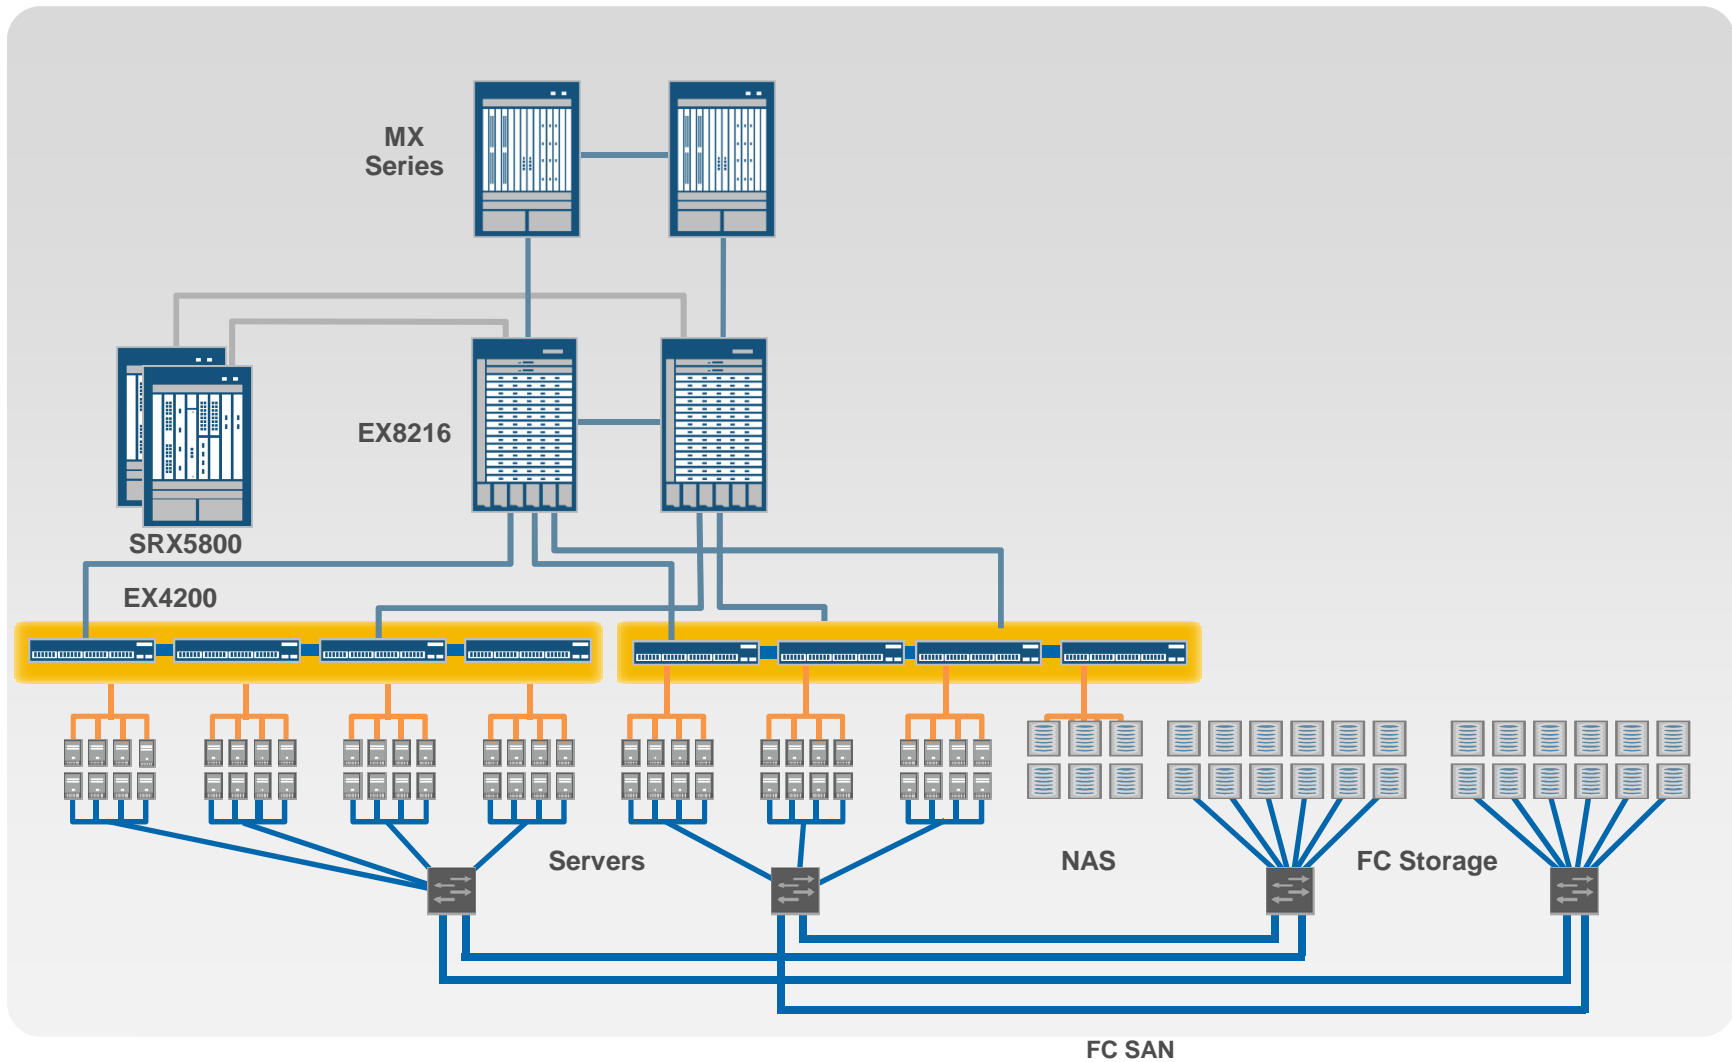 MX
Series
EX8216
SRX5800
EX4200
Servers
NAS
FC Storage
FC SAN